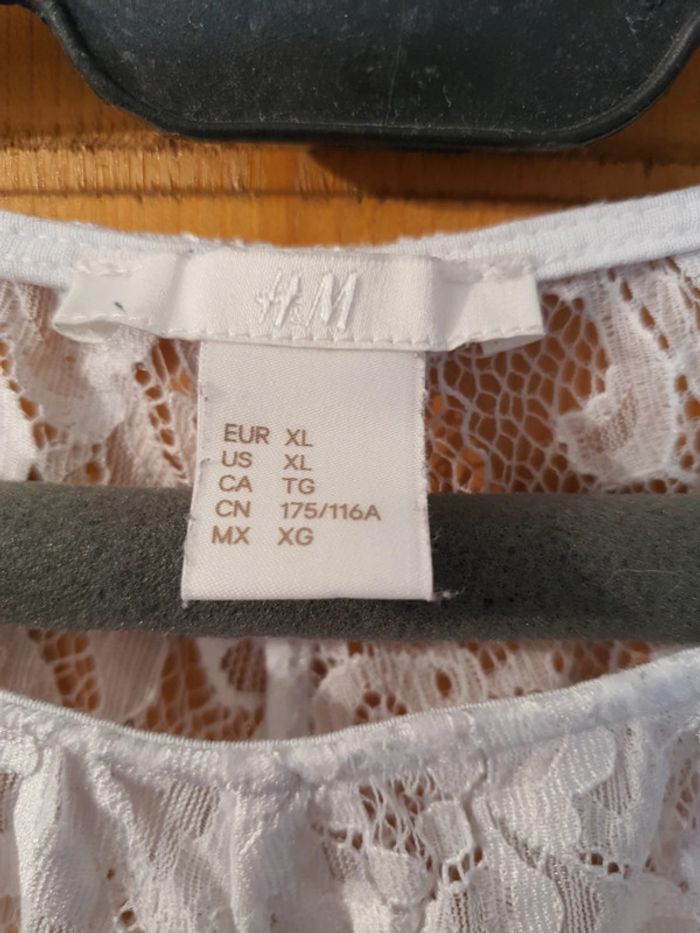 H&M
EUR XL
US XL
CA TG
CN 175/116A
MX XG